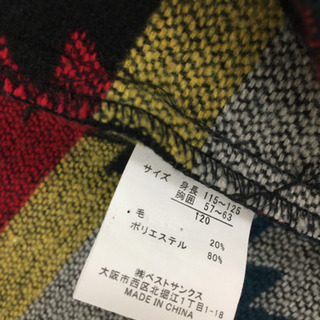 サイズ 身長 115～125
胸囲 57～63
120
・毛 20%
ポリエステル 80%
㈱ベストサンクス
大阪市西区北堀江1丁目1-18
MADE IN CHINA